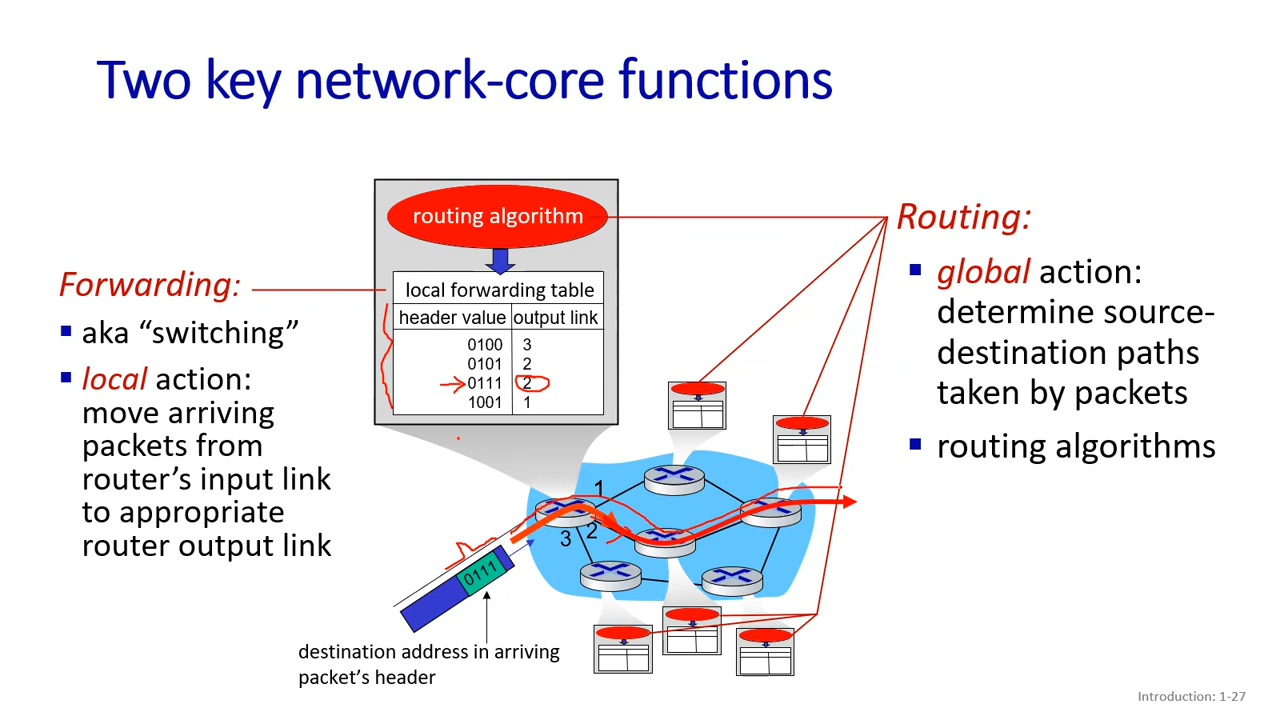 Two key network-core functions
Forwarding:
▪ aka “switching”
▪ local action:
move arriving
packets from
router’s input link
to appropriate
router output link
routing algorithm
local forwarding table
header value output link
0100 3
0101 2
0111 2
1001 1
1
2
3
0111
destination address in arriving
packet’s header
Routing:
▪ global action:
determine source-
destination paths
taken by packets
▪ routing algorithms
Introduction: 1-27